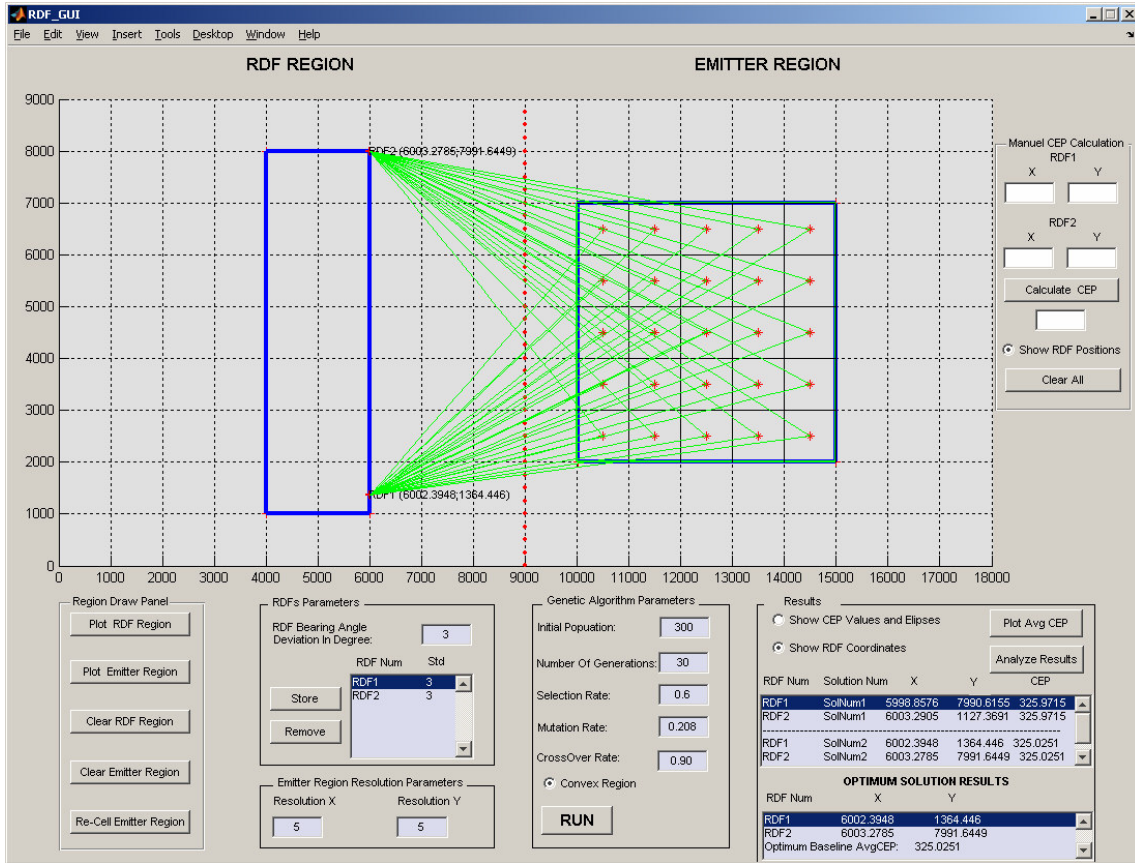 RDF_GUI
File Edit View Insert Tools Desktop Window Help
RDF REGION
EMITTER REGION
9000
8000
7000
6000
5000
4000
3000
2000
1000
0
RDF2 (6003.2785;7991.6449)
RDF1 (6002.3948;1364.446)
0 1000 2000 3000 4000 5000 6000 7000 8000 9000 10000 11000 12000 13000 14000 15000 16000 17000 18000
Manuel CEP Calculation
RDF1
X Y
RDF2
X Y
Calculate CEP
Show RDF Positions
Clear All
Region Draw Panel
Plot RDF Region
Plot Emitter Region
Clear RDF Region
Clear Emitter Region
Re-Cell Emitter Region
RDFs Parameters
RDF Bearing Angle
Deviation In Degree:
3
RDF Num Std
RDF1 3
RDF2 3
Store
Remove
Emitter Region Resolution Parameters
Resolution X Resolution Y
5 5
Genetic Algorithm Parameters
Initial Popuation: 300
Number Of Generations: 30
Selection Rate: 0.6
Mutation Rate: 0.208
CrossOver Rate: 0.90
Convex Region
RUN
Results
Show CEP Values and Elipses
Plot Avg CEP
Show RDF Coordinates
Analyze Results
RDF Num Solution Num X Y CEP
RDF1 SolNum1 5998.8576 7990.6155 325.9715
RDF2 SolNum1 6003.2905 1127.3691 325.9715
--------------------------------------------------
RDF1 SolNum2 6002.3948 1364.446 325.0251
RDF2 SolNum2 6003.2785 7991.6449 325.0251
OPTIMUM SOLUTION RESULTS
RDF Num X Y
RDF1 6002.3948 1364.446
RDF2 6003.2785 7991.6449
Optimum Baseline AvgCEP: 325.0251